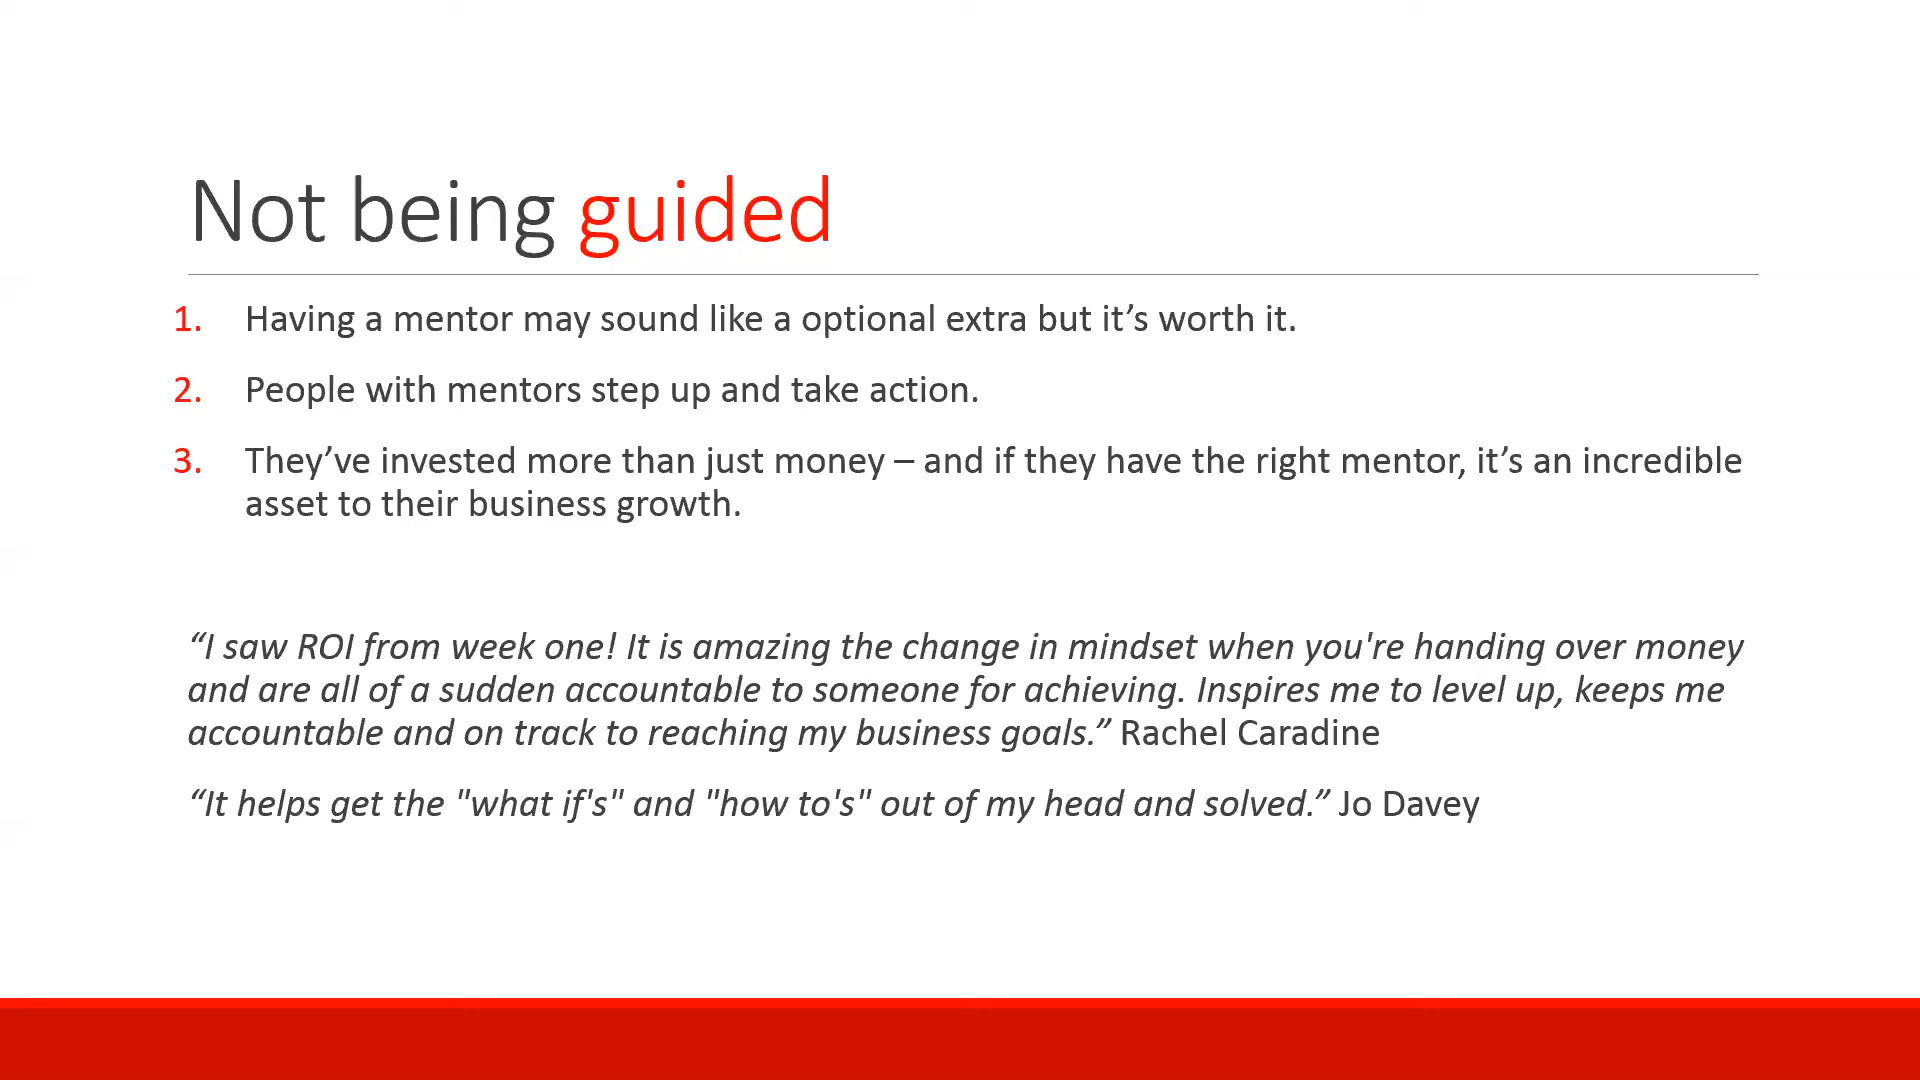 Not being guided
1. Having a mentor may sound like a optional extra but it’s worth it.
2. People with mentors step up and take action.
3. They’ve invested more than just money – and if they have the right mentor, it’s an incredible
asset to their business growth.
“I saw ROI from week one! It is amazing the change in mindset when you're handing over money
and are all of a sudden accountable to someone for achieving. Inspires me to level up, keeps me
accountable and on track to reaching my business goals.” Rachel Caradine
“It helps get the "what if's" and "how to's" out of my head and solved.” Jo Davey